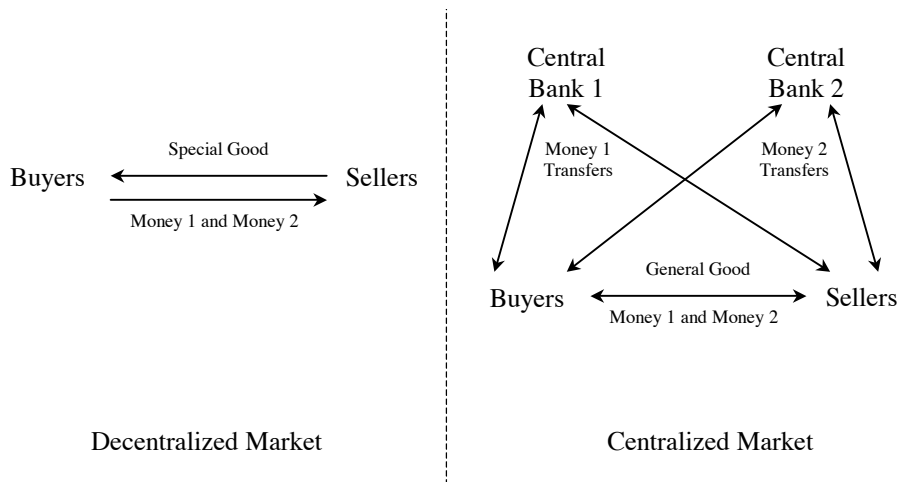 Special Good
Buyers
Sellers
Money 1 and Money 2
Decentralized Market
Central
Bank 1
Central
Bank 2
Money 1
Transfers
Money 2
Transfers
General Good
Buyers
Sellers
Money 1 and Money 2
Centralized Market